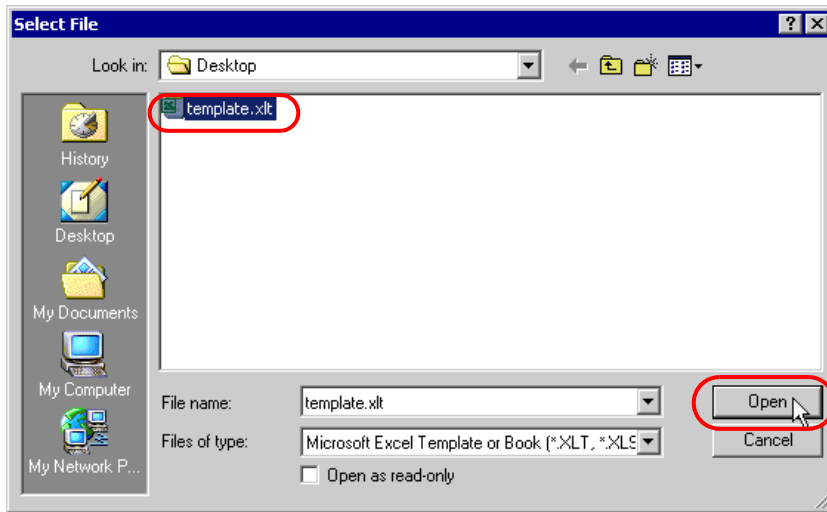 Select File
Look in:
Desktop
template.xlt
History
Desktop
My Documents
My Computer
My Network P...
File name:
template.xlt
Open
Files of type:
Microsoft Excel Template or Book (*.XLT, *.XLS
Cancel
Open as read-only